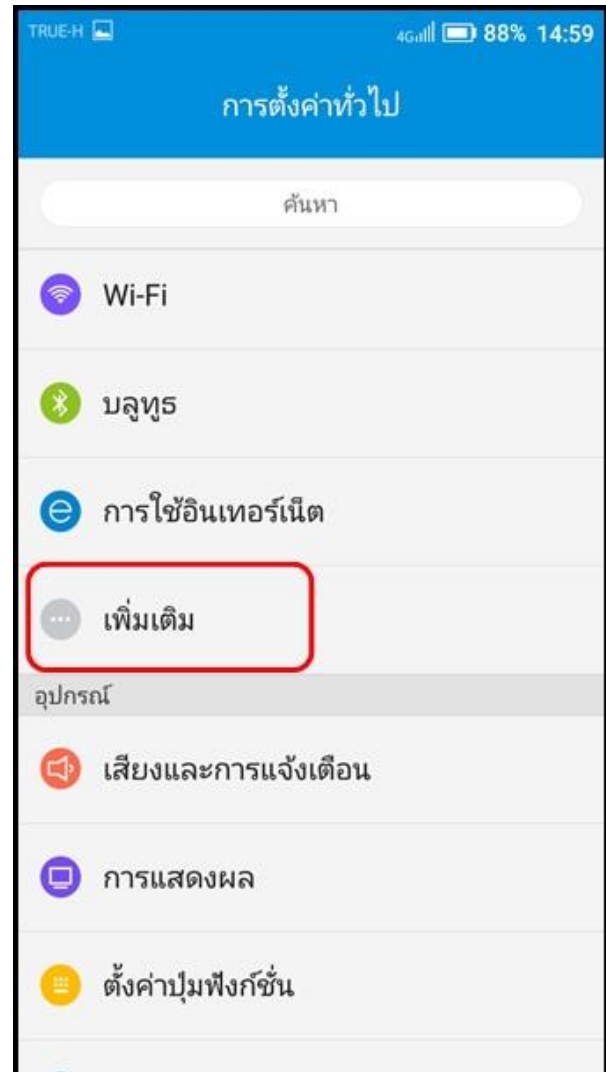 TRUE-H 4G 88% 14:59
การตั้งค่าทั่วไป
ค้นหา
Wi-Fi
บลูทูธ
การใช้อินเทอร์เน็ต
เพิ่มเติม
อุปกรณ์
เสียงและการแจ้งเตือน
การแสดงผล
ตั้งค่าปุ่มฟังก์ชั่น